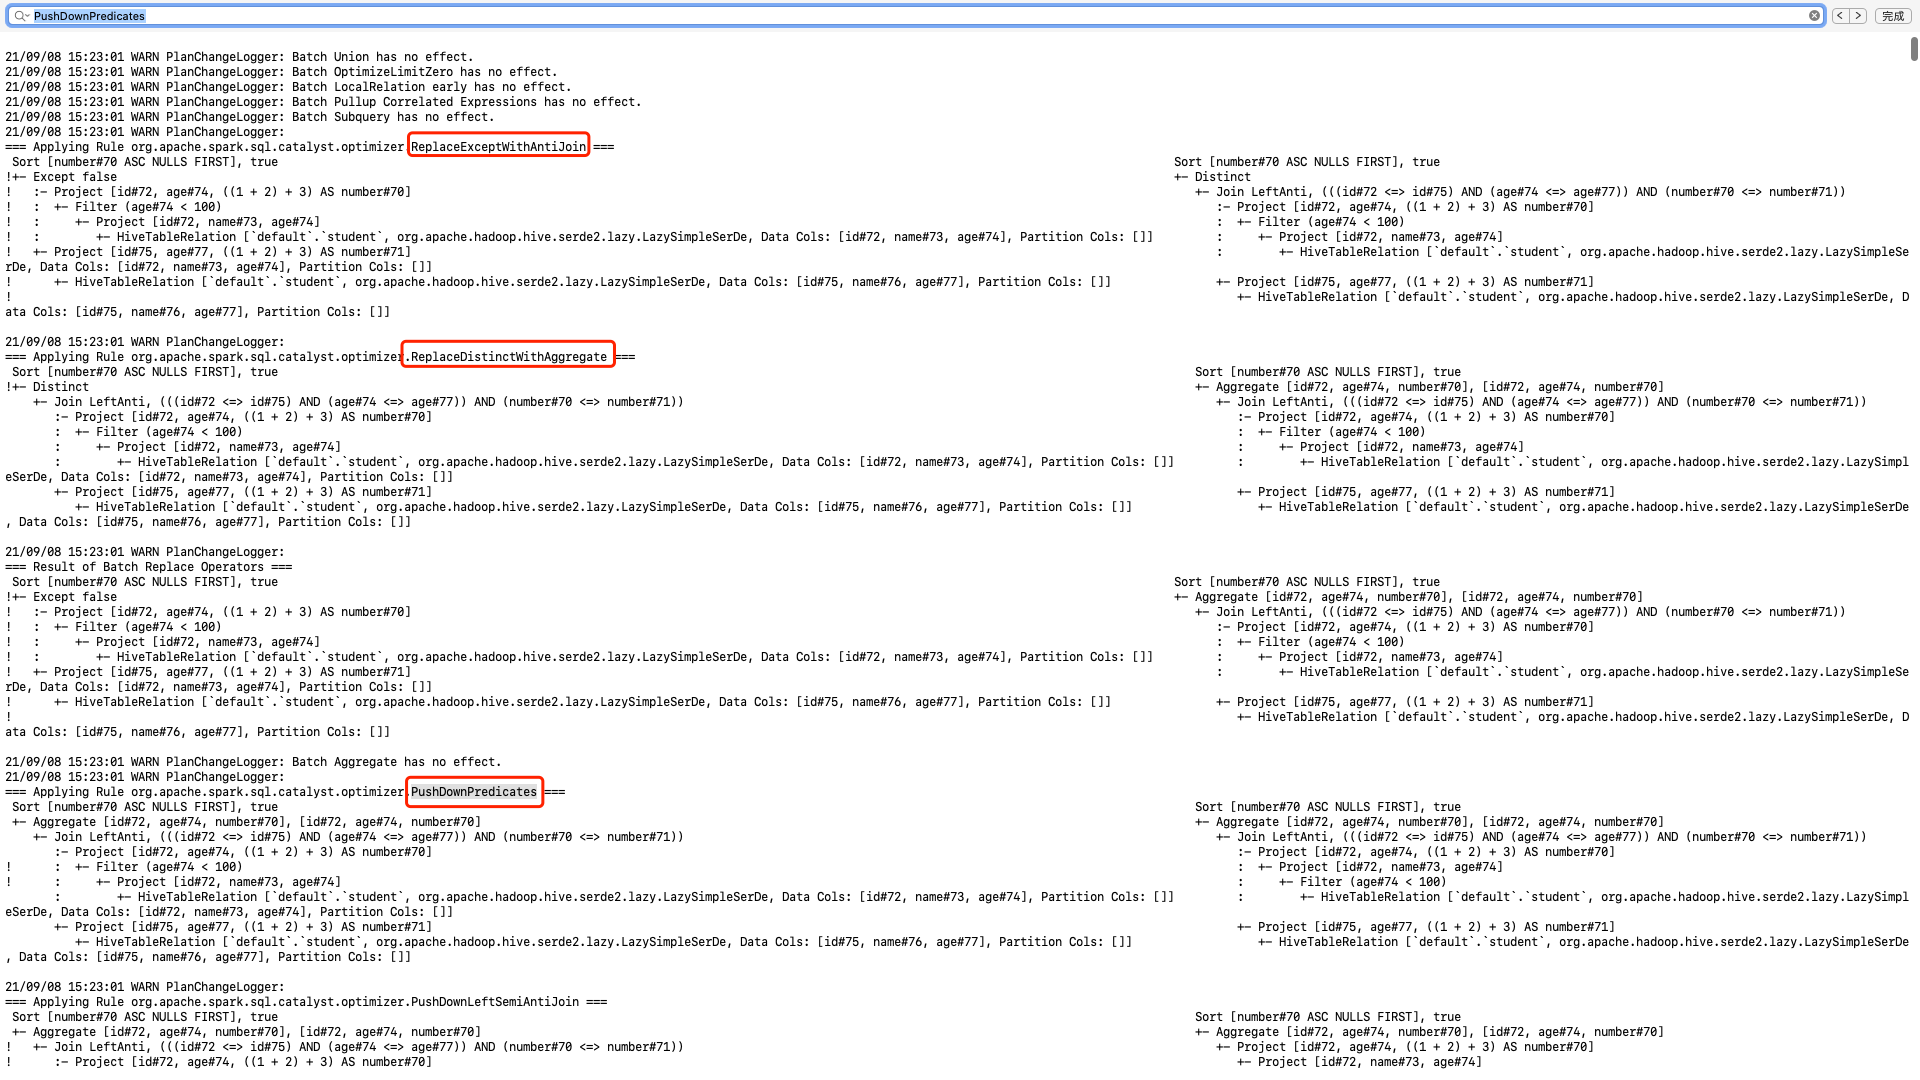 PushDownPredicates 完成
21/09/08 15:23:01 WARN PlanChangeLogger: Batch Union has no effect.
21/09/08 15:23:01 WARN PlanChangeLogger: Batch OptimizeLimitZero has no effect.
21/09/08 15:23:01 WARN PlanChangeLogger: Batch LocalRelation early has no effect.
21/09/08 15:23:01 WARN PlanChangeLogger: Batch Pullup Correlated Expressions has no effect.
21/09/08 15:23:01 WARN PlanChangeLogger: Batch Subquery has no effect.
21/09/08 15:23:01 WARN PlanChangeLogger:
=== Applying Rule org.apache.spark.sql.catalyst.optimizer.ReplaceExceptWithAntiJoin ===
 Sort [number#70 ASC NULLS FIRST], true    Sort [number#70 ASC NULLS FIRST], true
!+- Except false    +- Distinct
!   :- Project [id#72, age#74, ((1 + 2) + 3) AS number#70]       +- Join LeftAnti, (((id#72 <=> id#75) AND (age#74 <=> age#77)) AND (number#70 <=> number#71))
!   :  +- Filter (age#74 < 100)          :- Project [id#72, age#74, ((1 + 2) + 3) AS number#70]
!   :     +- Project [id#72, name#73, age#74]          :  +- Filter (age#74 < 100)
!   :        +- HiveTableRelation [`default`.`student`, org.apache.hadoop.hive.serde2.lazy.LazySimpleSerDe, Data Cols: [id#72, name#73, age#74], Partition Cols: []]          :     +- Project [id#72, name#73, age#74]
!   +- Project [id#75, age#77, ((1 + 2) + 3) AS number#71]          :        +- HiveTableRelation [`default`.`student`, org.apache.hadoop.hive.serde2.lazy.LazySimpleSe
rDe, Data Cols: [id#72, name#73, age#74], Partition Cols: []]
!      +- HiveTableRelation [`default`.`student`, org.apache.hadoop.hive.serde2.lazy.LazySimpleSerDe, Data Cols: [id#75, name#76, age#77], Partition Cols: []]          +- Project [id#75, age#77, ((1 + 2) + 3) AS number#71]
!             +- HiveTableRelation [`default`.`student`, org.apache.hadoop.hive.serde2.lazy.LazySimpleSerDe, D
ata Cols: [id#75, name#76, age#77], Partition Cols: []]
21/09/08 15:23:01 WARN PlanChangeLogger:
=== Applying Rule org.apache.spark.sql.catalyst.optimizer.ReplaceDistinctWithAggregate ===
 Sort [number#70 ASC NULLS FIRST], true    Sort [number#70 ASC NULLS FIRST], true
!+- Distinct    +- Aggregate [id#72, age#74, number#70], [id#72, age#74, number#70]
    +- Join LeftAnti, (((id#72 <=> id#75) AND (age#74 <=> age#77)) AND (number#70 <=> number#71))       +- Join LeftAnti, (((id#72 <=> id#75) AND (age#74 <=> age#77)) AND (number#70 <=> number#71))
       :- Project [id#72, age#74, ((1 + 2) + 3) AS number#70]          :- Project [id#72, age#74, ((1 + 2) + 3) AS number#70]
       :  +- Filter (age#74 < 100)          :  +- Filter (age#74 < 100)
       :     +- Project [id#72, name#73, age#74]          :     +- Project [id#72, name#73, age#74]
       :        +- HiveTableRelation [`default`.`student`, org.apache.hadoop.hive.serde2.lazy.LazySimpleSerDe, Data Cols: [id#72, name#73, age#74], Partition Cols: []]          :        +- HiveTableRelation [`default`.`student`, org.apache.hadoop.hive.serde2.lazy.LazySimpl
eSerDe, Data Cols: [id#72, name#73, age#74], Partition Cols: []]
       +- Project [id#75, age#77, ((1 + 2) + 3) AS number#71]          +- Project [id#75, age#77, ((1 + 2) + 3) AS number#71]
          +- HiveTableRelation [`default`.`student`, org.apache.hadoop.hive.serde2.lazy.LazySimpleSerDe, Data Cols: [id#75, name#76, age#77], Partition Cols: []]             +- HiveTableRelation [`default`.`student`, org.apache.hadoop.hive.serde2.lazy.LazySimpleSerDe
, Data Cols: [id#75, name#76, age#77], Partition Cols: []]
21/09/08 15:23:01 WARN PlanChangeLogger:
=== Result of Batch Replace Operators ===
 Sort [number#70 ASC NULLS FIRST], true    Sort [number#70 ASC NULLS FIRST], true
!+- Except false    +- Aggregate [id#72, age#74, number#70], [id#72, age#74, number#70]
!   :- Project [id#72, age#74, ((1 + 2) + 3) AS number#70]       +- Join LeftAnti, (((id#72 <=> id#75) AND (age#74 <=> age#77)) AND (number#70 <=> number#71))
!   :  +- Filter (age#74 < 100)          :- Project [id#72, age#74, ((1 + 2) + 3) AS number#70]
!   :     +- Project [id#72, name#73, age#74]          :  +- Filter (age#74 < 100)
!   :        +- HiveTableRelation [`default`.`student`, org.apache.hadoop.hive.serde2.lazy.LazySimpleSerDe, Data Cols: [id#72, name#73, age#74], Partition Cols: []]          :     +- Project [id#72, name#73, age#74]
!   +- Project [id#75, age#77, ((1 + 2) + 3) AS number#71]          :        +- HiveTableRelation [`default`.`student`, org.apache.hadoop.hive.serde2.lazy.LazySimpleSe
rDe, Data Cols: [id#72, name#73, age#74], Partition Cols: []]
!      +- HiveTableRelation [`default`.`student`, org.apache.hadoop.hive.serde2.lazy.LazySimpleSerDe, Data Cols: [id#75, name#76, age#77], Partition Cols: []]          +- Project [id#75, age#77, ((1 + 2) + 3) AS number#71]
!             +- HiveTableRelation [`default`.`student`, org.apache.hadoop.hive.serde2.lazy.LazySimpleSerDe, D
ata Cols: [id#75, name#76, age#77], Partition Cols: []]
21/09/08 15:23:01 WARN PlanChangeLogger: Batch Aggregate has no effect.
21/09/08 15:23:01 WARN PlanChangeLogger:
=== Applying Rule org.apache.spark.sql.catalyst.optimizer.PushDownPredicates ===
 Sort [number#70 ASC NULLS FIRST], true    Sort [number#70 ASC NULLS FIRST], true
 +- Aggregate [id#72, age#74, number#70], [id#72, age#74, number#70]    +- Aggregate [id#72, age#74, number#70], [id#72, age#74, number#70]
    +- Join LeftAnti, (((id#72 <=> id#75) AND (age#74 <=> age#77)) AND (number#70 <=> number#71))       +- Join LeftAnti, (((id#72 <=> id#75) AND (age#74 <=> age#77)) AND (number#70 <=> number#71))
       :- Project [id#72, age#74, ((1 + 2) + 3) AS number#70]          :- Project [id#72, age#74, ((1 + 2) + 3) AS number#70]
!      :  +- Filter (age#74 < 100)          :  +- Project [id#72, name#73, age#74]
!      :     +- Project [id#72, name#73, age#74]          :     +- Filter (age#74 < 100)
       :        +- HiveTableRelation [`default`.`student`, org.apache.hadoop.hive.serde2.lazy.LazySimpleSerDe, Data Cols: [id#72, name#73, age#74], Partition Cols: []]          :        +- HiveTableRelation [`default`.`student`, org.apache.hadoop.hive.serde2.lazy.LazySimpl
eSerDe, Data Cols: [id#72, name#73, age#74], Partition Cols: []]
       +- Project [id#75, age#77, ((1 + 2) + 3) AS number#71]          +- Project [id#75, age#77, ((1 + 2) + 3) AS number#71]
          +- HiveTableRelation [`default`.`student`, org.apache.hadoop.hive.serde2.lazy.LazySimpleSerDe, Data Cols: [id#75, name#76, age#77], Partition Cols: []]             +- HiveTableRelation [`default`.`student`, org.apache.hadoop.hive.serde2.lazy.LazySimpleSerDe
, Data Cols: [id#75, name#76, age#77], Partition Cols: []]
21/09/08 15:23:01 WARN PlanChangeLogger:
=== Applying Rule org.apache.spark.sql.catalyst.optimizer.PushDownLeftSemiAntiJoin ===
 Sort [number#70 ASC NULLS FIRST], true    Sort [number#70 ASC NULLS FIRST], true
 +- Aggregate [id#72, age#74, number#70], [id#72, age#74, number#70]    +- Aggregate [id#72, age#74, number#70], [id#72, age#74, number#70]
!   +- Join LeftAnti, (((id#72 <=> id#75) AND (age#74 <=> age#77)) AND (number#70 <=> number#71))       +- Project [id#72, age#74, ((1 + 2) + 3) AS number#70]
!      :- Project [id#72, age#74, ((1 + 2) + 3) AS number#70]          +- Project [id#72, name#73, age#74]